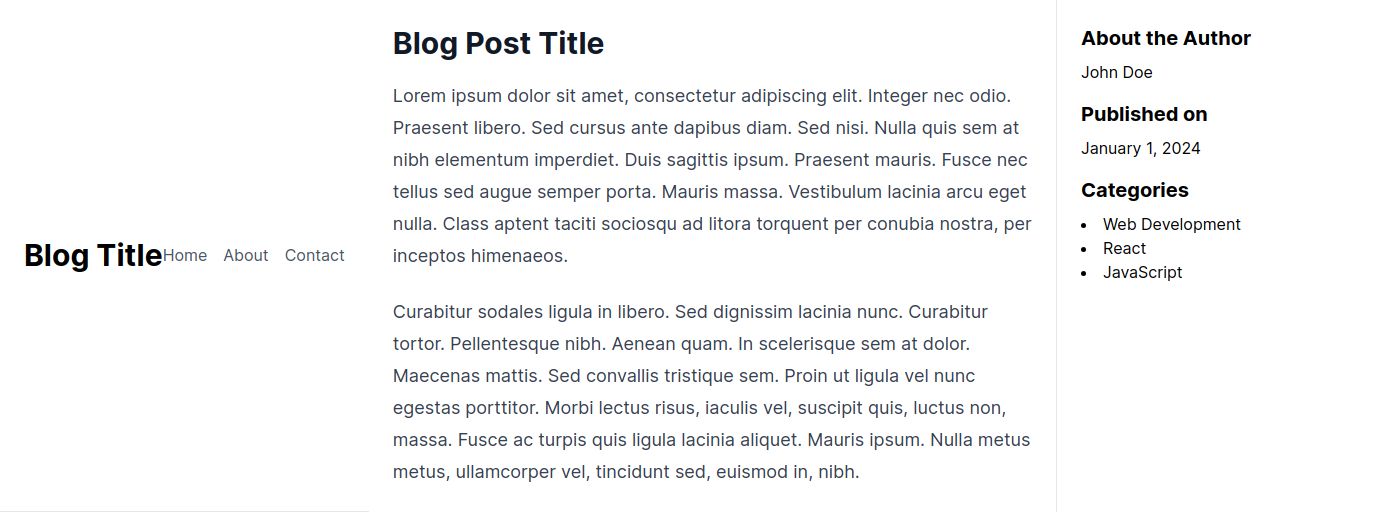 Blog Title
Home About Contact
Blog Post Title
Lorem ipsum dolor sit amet, consectetur adipiscing elit. Integer nec odio.
Praesent libero. Sed cursus ante dapibus diam. Sed nisi. Nulla quis sem at
nibh elementum imperdiet. Duis sagittis ipsum. Praesent mauris. Fusce nec
tellus sed augue semper porta. Mauris massa. Vestibulum lacinia arcu eget
nulla. Class aptent taciti sociosqu ad litora torquent per conubia nostra, per
inceptos himenaeos.
Curabitur sodales ligula in libero. Sed dignissim lacinia nunc. Curabitur
tortor. Pellentesque nibh. Aenean quam. In scelerisque sem at dolor.
Maecenas mattis. Sed convallis tristique sem. Proin ut ligula vel nunc
egestas porttitor. Morbi lectus risus, iaculis vel, suscipit quis, luctus non,
massa. Fusce ac turpis quis ligula lacinia aliquet. Mauris ipsum. Nulla metus
metus, ullamcorper vel, tincidunt sed, euismod in, nibh.
About the Author
John Doe
Published on
January 1, 2024
Categories
• Web Development
• React
• JavaScript